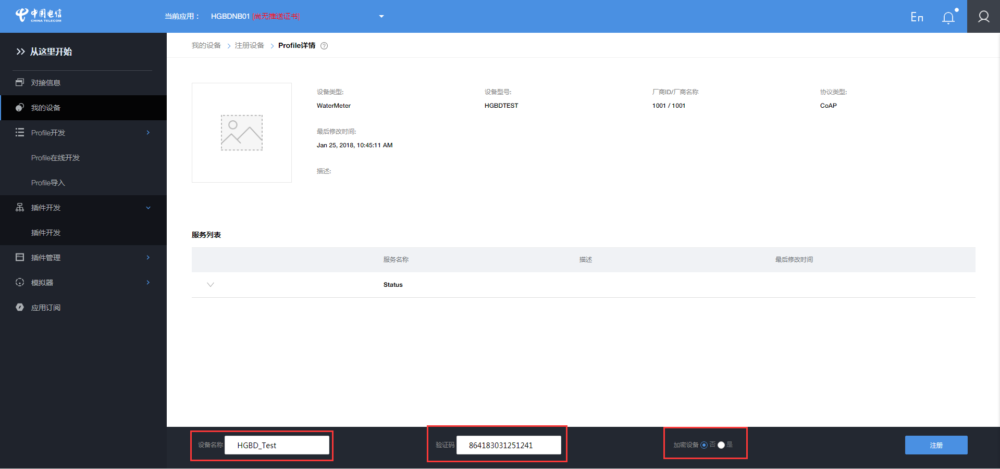 中国电信
CHINA TELECOM
当前应用： HGBDNB01 [尚无推送证书]
En
从这里开始
对接信息
我的设备
Profile开发
Profile在线开发
Profile导入
插件开发
插件开发
插件管理
模拟器
应用订阅
我的设备 > 注册设备 > Profile详情 ?
设备类型: 设备型号: 厂商ID/厂商名称 协议类型:
WaterMeter HGBDTEST 1001 / 1001 CoAP
最后修改时间:
Jan 25, 2018, 10:45:11 AM
描述:
服务列表
服务名称 描述 最后修改时间
Status
设备名称 HGBD_Test 验证码 864183031251241 加密设备 否 是 注册